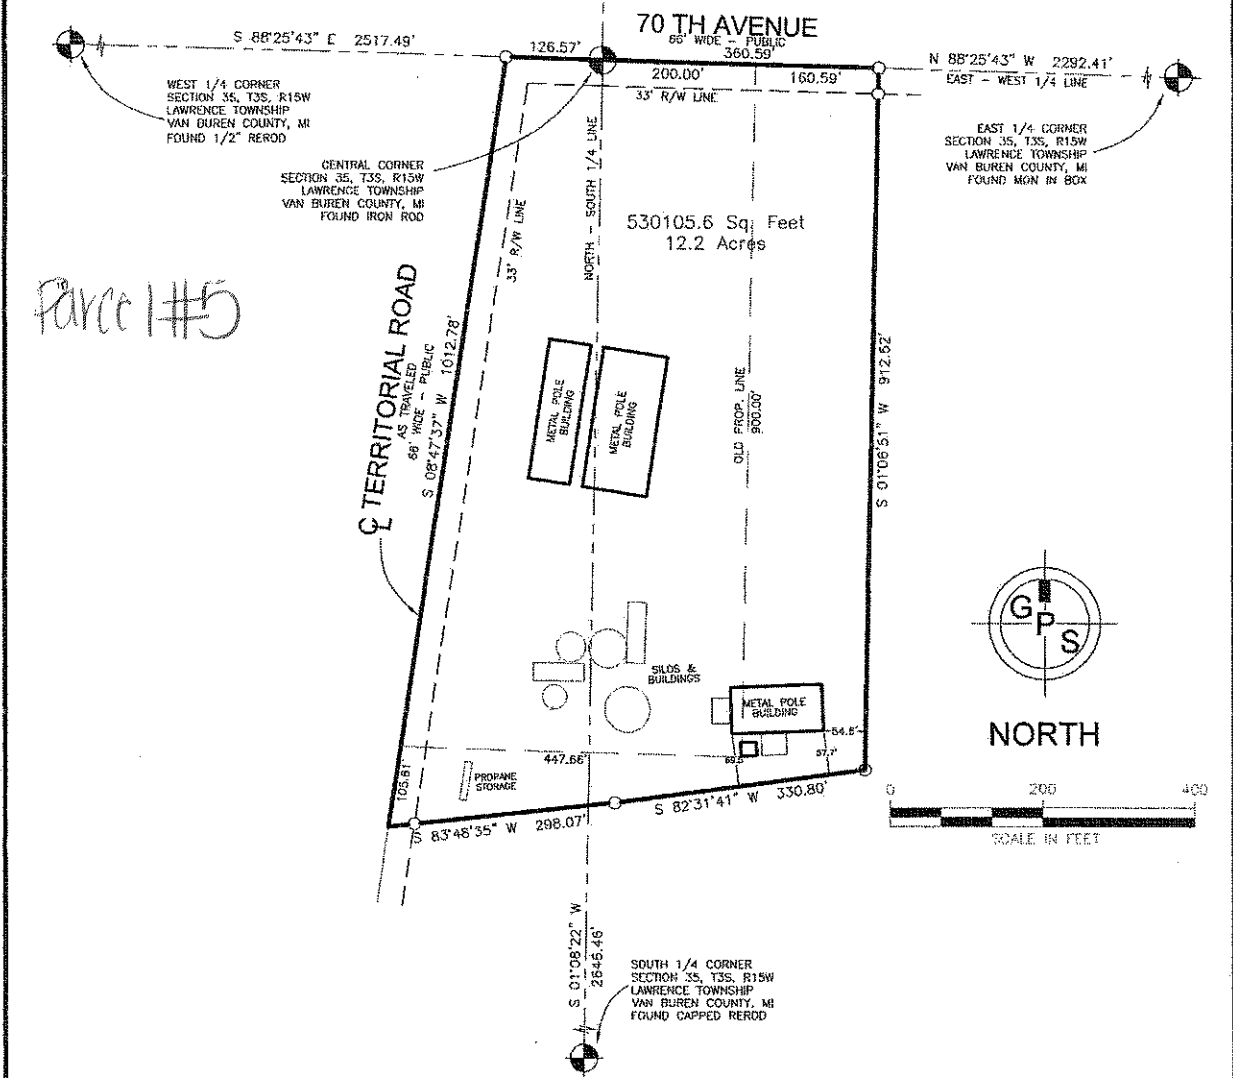 70 TH AVENUE
66' WIDE - PUBLIC
360.59'
S 88°25'43" E 2517.49'
126.57'
200.00'
160.59'
N 88°25'43" W 2292.41'
EAST - WEST 1/4 LINE
33' R/W LINE
WEST 1/4 CORNER
SECTION 35, T3S, R15W
LAWRENCE TOWNSHIP
VAN BUREN COUNTY, MI
FOUND 1/2" REROD
CENTRAL CORNER
SECTION 35, T3S, R15W
LAWRENCE TOWNSHIP
VAN BUREN COUNTY, MI
FOUND IRON ROD
EAST 1/4 CORNER
SECTION 35, T3S, R15W
LAWRENCE TOWNSHIP
VAN BUREN COUNTY, MI
FOUND MON IN BOX
NORTH - SOUTH 1/4 LINE
33' R/W LINE
530105.6 Sq. Feet
12.2 Acres
Parcel #5
℄ TERRITORIAL ROAD
AS TRAVELED
66' WIDE - PUBLIC
S 08°47'37" W 1012.78'
METAL POLE
BUILDING
METAL POLE
BUILDING
OLD PROP. LINE
900.00'
S 01°06'51" W 912.52'
SILOS &
BUILDINGS
METAL POLE
BUILDING
54.5'
57.7'
447.66'
105.81'
PROPANE
STORAGE
S 83°48'35" W 298.07'
S 82°31'41" W 330.80'
G P S
NORTH
0 200 400
SCALE IN FEET
S 01°08'22" W
2645.46'
SOUTH 1/4 CORNER
SECTION 35, T3S, R15W
LAWRENCE TOWNSHIP
VAN BUREN COUNTY, MI
FOUND CAPPED REROD